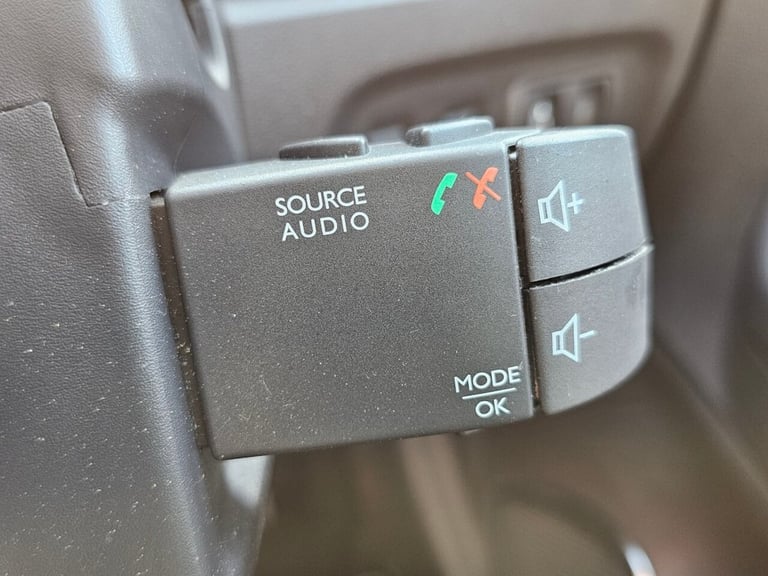 SOURCE
AUDIO
+
-
MODE
OK